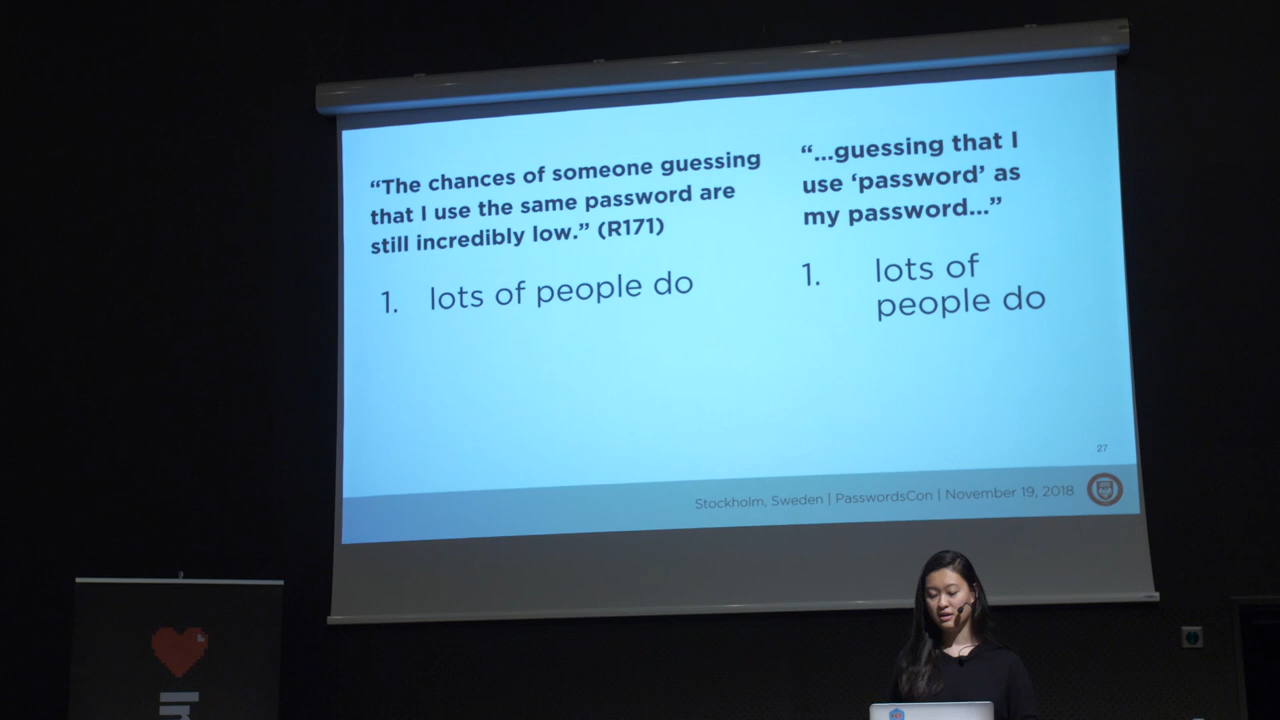 “The chances of someone guessing
that I use the same password are
still incredibly low.” (R171)
1. lots of people do
“...guessing that I
use ‘password’ as
my password...”
1. lots of
people do
27
Stockholm, Sweden | PasswordsCon | November 19, 2018